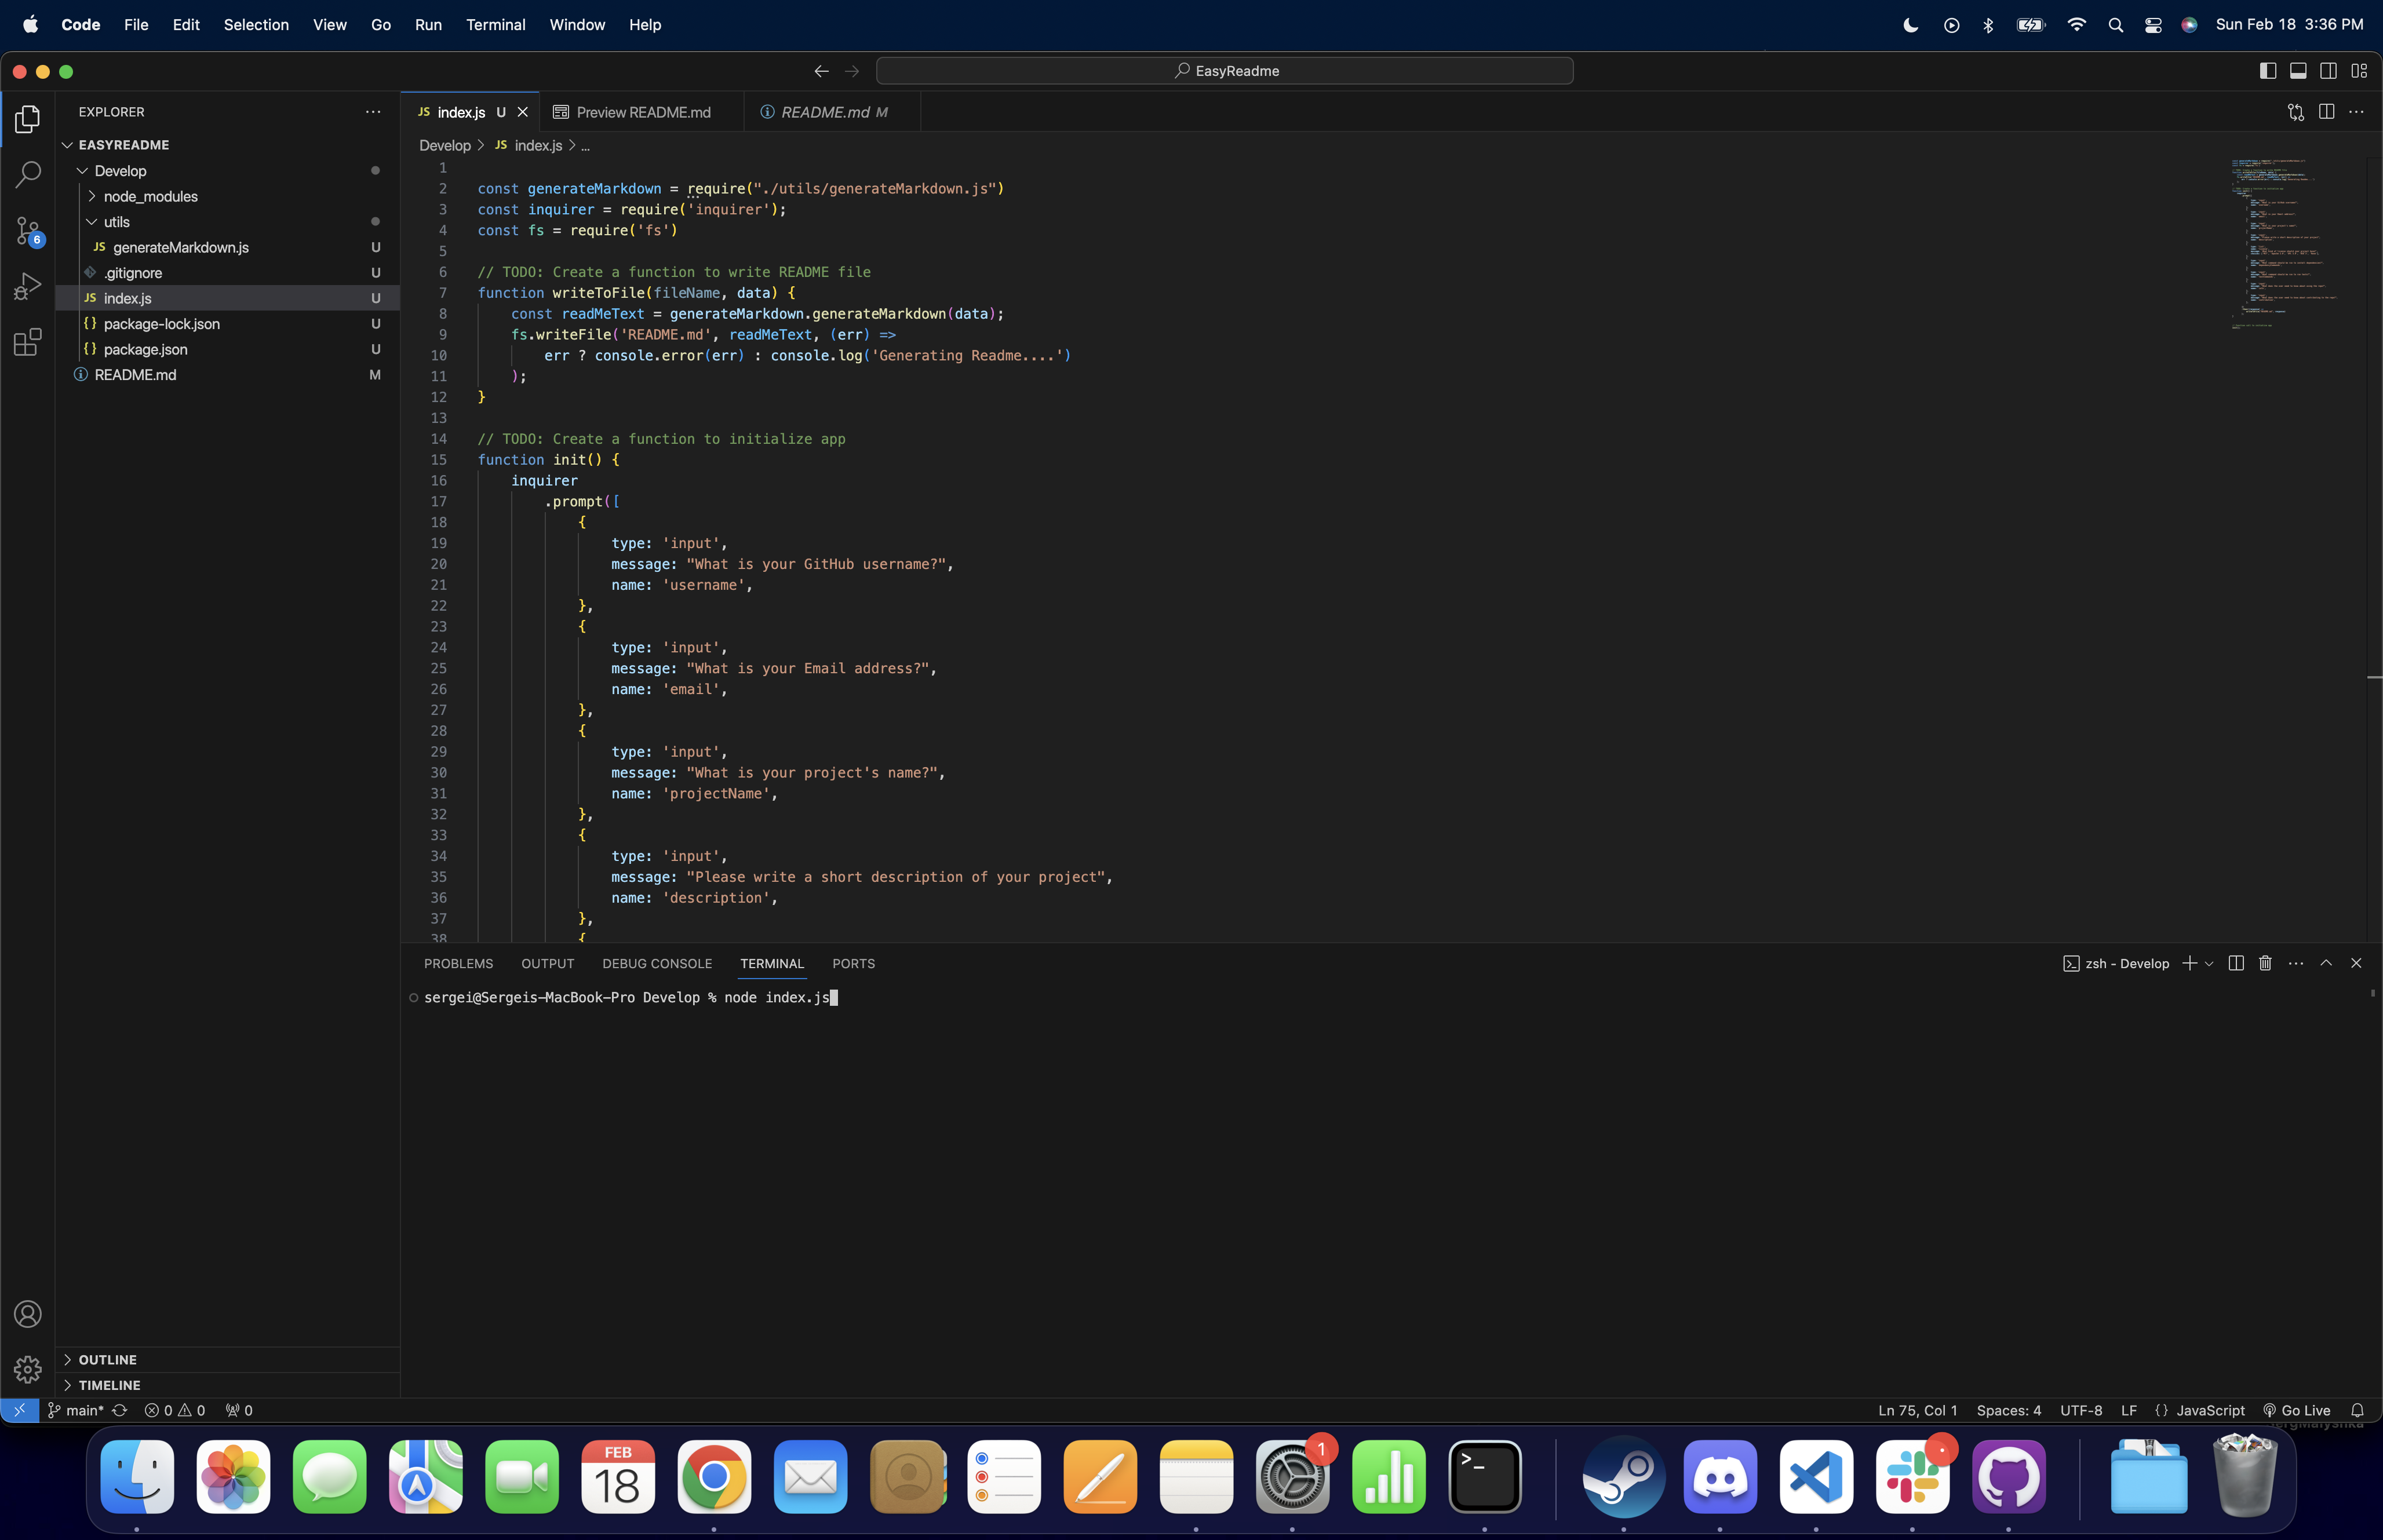 Code File Edit Selection View Go Run Terminal Window Help Sun Feb 18 3:36 PM
EasyReadme
EXPLORER
EASYREADME
Develop
node_modules
utils
JS generateMarkdown.js U
.gitignore U
JS index.js U
{} package-lock.json U
{} package.json U
README.md M
OUTLINE
TIMELINE
JS index.js U Preview README.md README.md M
Develop > JS index.js > ...
1
2 const generateMarkdown = require("./utils/generateMarkdown.js")
3 const inquirer = require('inquirer');
4 const fs = require('fs')
5
6 // TODO: Create a function to write README file
7 function writeToFile(fileName, data) {
8 const readMeText = generateMarkdown.generateMarkdown(data);
9 fs.writeFile('README.md', readMeText, (err) =>
10 err ? console.error(err) : console.log('Generating Readme....')
11 );
12 }
13
14 // TODO: Create a function to initialize app
15 function init() {
16 inquirer
17 .prompt([
18 {
19 type: 'input',
20 message: "What is your GitHub username?",
21 name: 'username',
22 },
23 {
24 type: 'input',
25 message: "What is your Email address?",
26 name: 'email',
27 },
28 {
29 type: 'input',
30 message: "What is your project's name?",
31 name: 'projectName',
32 },
33 {
34 type: 'input',
35 message: "Please write a short description of your project",
36 name: 'description',
37 },
38 {
PROBLEMS OUTPUT DEBUG CONSOLE TERMINAL PORTS zsh - Develop
sergei@Sergeis-MacBook-Pro Develop % node index.js
6
main* 0 0 0 Ln 75, Col 1 Spaces: 4 UTF-8 LF {} JavaScript Go Live
FEB
18
1
>_